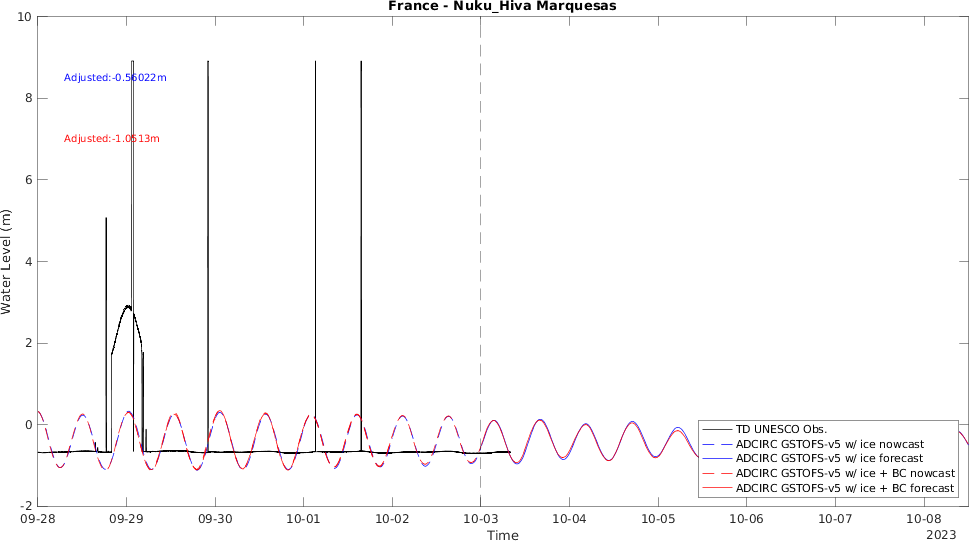 France - Nuku_Hiva Marquesas
10
8
6
4
2
0
-2
Water Level (m)
Adjusted:-0.56022m
Adjusted:-1.0513m
TD UNESCO Obs.
ADCIRC GSTOFS-v5 w/ ice nowcast
ADCIRC GSTOFS-v5 w/ ice forecast
ADCIRC GSTOFS-v5 w/ ice + BC nowcast
ADCIRC GSTOFS-v5 w/ ice + BC forecast
09-28 09-29 09-30 10-01 10-02 10-03 10-04 10-05 10-06 10-07 10-08
Time
2023